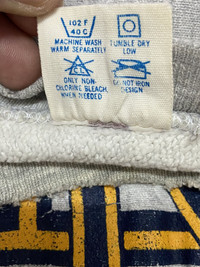 102 F
40 C
MACHINE WASH
WARM SEPARATELY
TUMBLE DRY
LOW
CL
ONLY NON-
CHLORINE BLEACH
WHEN NEEDED
DO NOT IRON
DESIGN